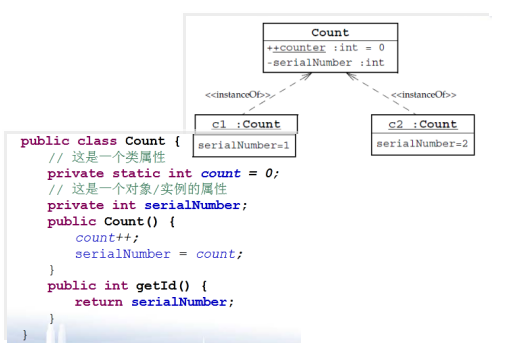 Count
++counter :int = 0
-serialNumber :int
<<instanceOf>>
<<instanceOf>>
c1 :Count
serialNumber=1
c2 :Count
serialNumber=2
public class Count {
// 这是一个类属性
private static int count = 0;
// 这是一个对象/实例的属性
private int serialNumber;
public Count() {
count++;
serialNumber = count;
}
public int getId() {
return serialNumber;
}
}